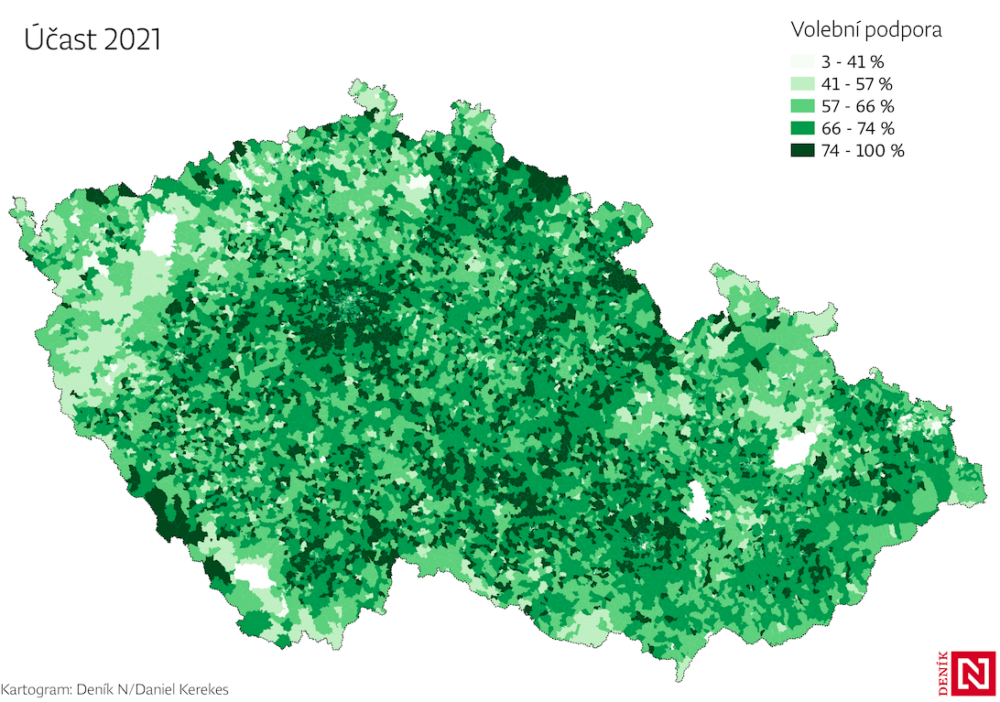 Účast 2021
Volební podpora
3 - 41 %
41 - 57 %
57 - 66 %
66 - 74 %
74 - 100 %
Kartogram: Deník N/Daniel Kerekes
DENÍK
N